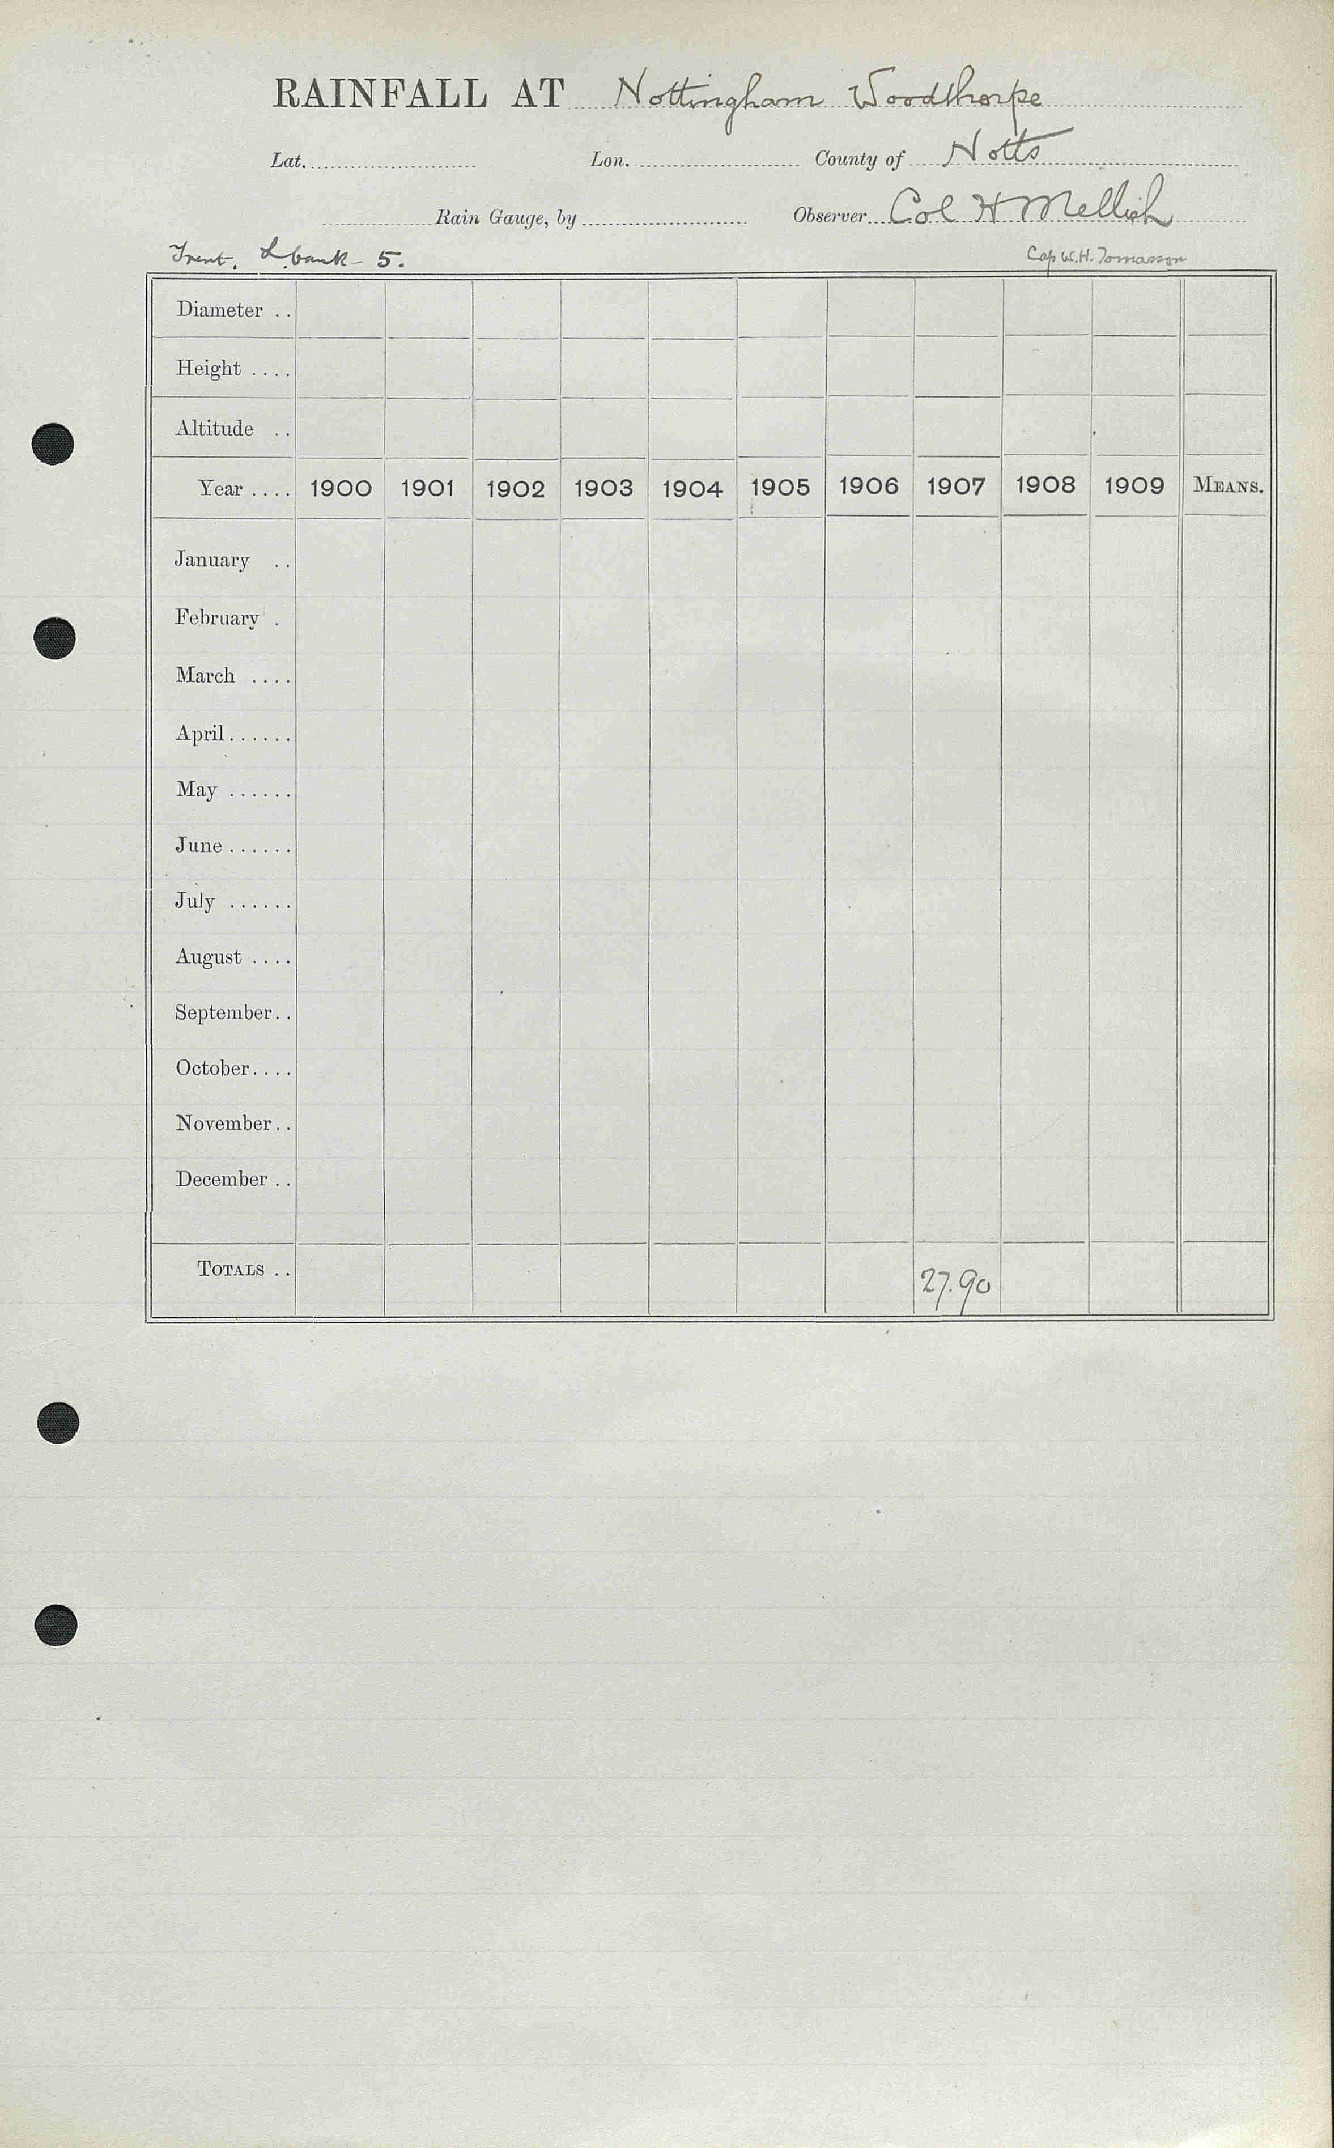 RAINFALL AT Nottingham Woodthorpe
Lat. Lon. County of Notts
Rain Gauge, by Observer Col H Mellish
Trent, L bank - 5. Cap W.H. Tomasson
Diameter ..
Height ....
Altitude ..
Year .... 1900 1901 1902 1903 1904 1905 1906 1907 1908 1909 MEANS.
January ..
February .
March ....
April ......
May ......
June ......
July ......
August ....
September ..
October ....
November ..
December ..
TOTALS .. 27.90